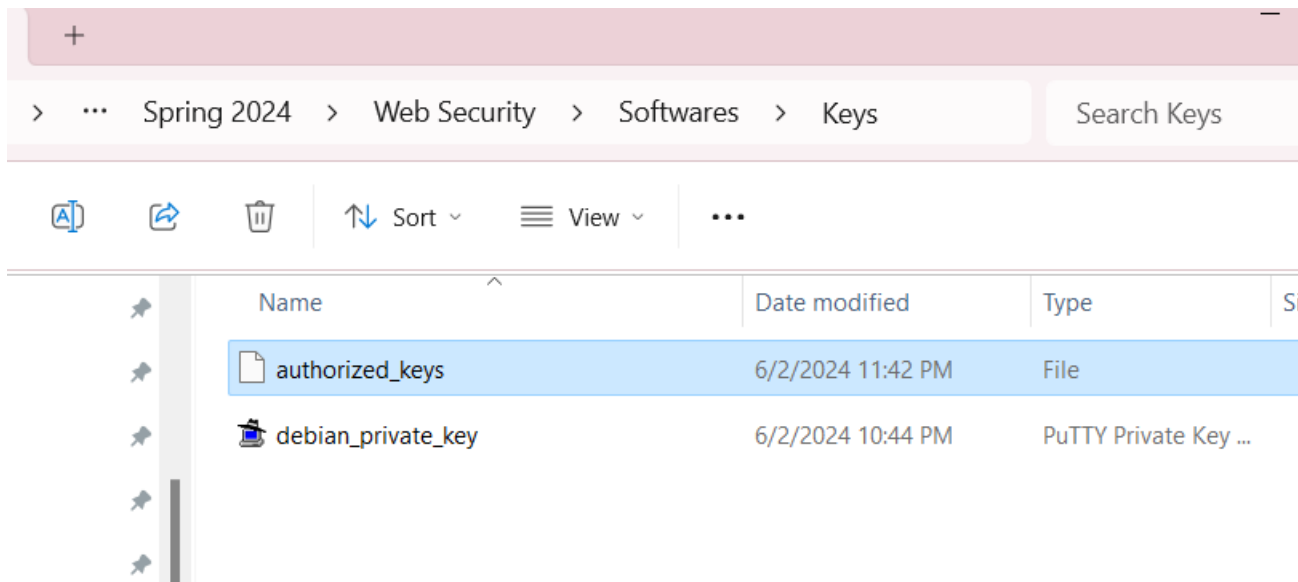 +
> ··· Spring 2024 > Web Security > Softwares > Keys Search Keys
A Sort View ···
Name Date modified Type Si
authorized_keys 6/2/2024 11:42 PM File
debian_private_key 6/2/2024 10:44 PM PuTTY Private Key ...